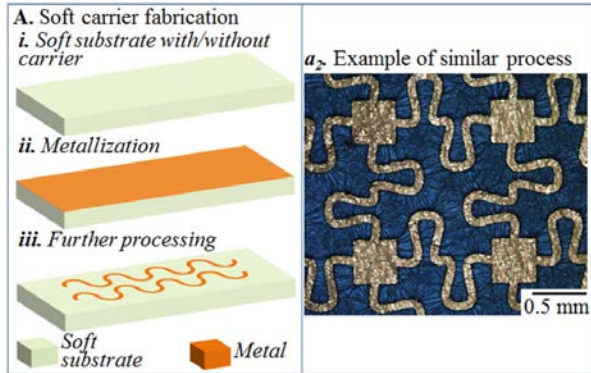 A. Soft carrier fabrication
i. Soft substrate with/without
carrier
ii. Metallization
iii. Further processing
Soft
substrate
Metal
a2. Example of similar process
0.5 mm